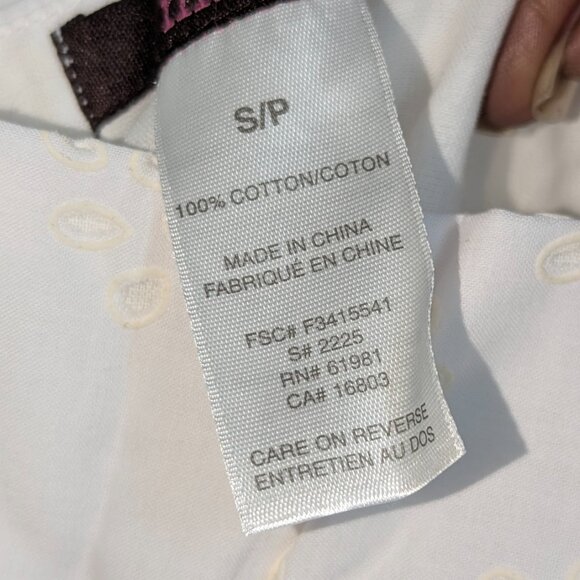 S/P
100% COTTON/COTON
MADE IN CHINA
FABRIQUÉ EN CHINE
FSC# F3415541
S# 2225
RN# 61981
CA# 16803
CARE ON REVERSE
ENTRETIEN AU DOS